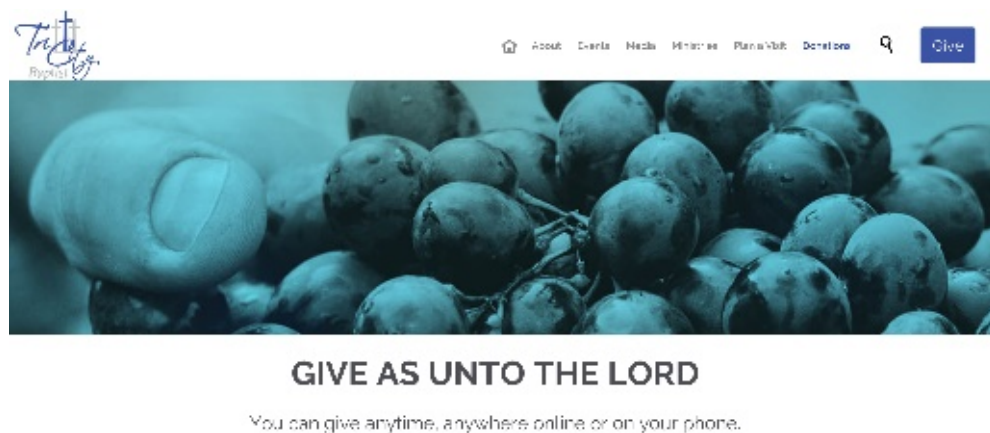 Tri City
Baptist
About Events Media Ministries Plan a Visit Donations Give
GIVE AS UNTO THE LORD
You can give anytime, anywhere online or on your phone.